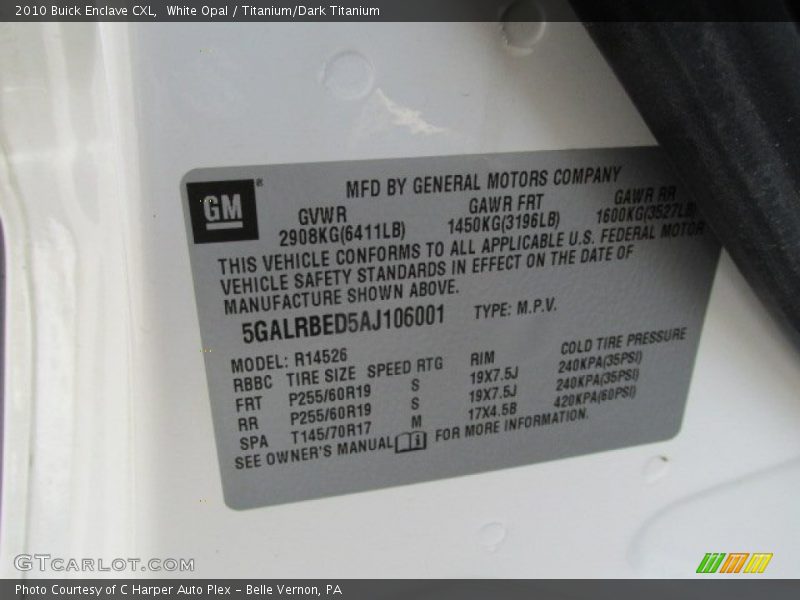 2010 Buick Enclave CXL,  White Opal / Titanium/Dark Titanium
GM®
MFD BY GENERAL MOTORS COMPANY
GVWR GAWR FRT GAWR RR
2908KG(6411LB) 1450KG(3196LB) 1600KG(3527LB)
THIS VEHICLE CONFORMS TO ALL APPLICABLE U.S. FEDERAL MOTOR
VEHICLE SAFETY STANDARDS IN EFFECT ON THE DATE OF
MANUFACTURE SHOWN ABOVE.
5GALRBED5AJ106001 TYPE: M.P.V.
MODEL: R14526
RBBC TIRE SIZE SPEED RTG RIM COLD TIRE PRESSURE
FRT P255/60R19 S 19X7.5J 240KPA(35PSI)
RR P255/60R19 S 19X7.5J 240KPA(35PSI)
SPA T145/70R17 M 17X4.5B 420KPA(60PSI)
SEE OWNER'S MANUAL FOR MORE INFORMATION.
GTCARLOT.COM
Photo Courtesy of C Harper Auto Plex - Belle Vernon, PA